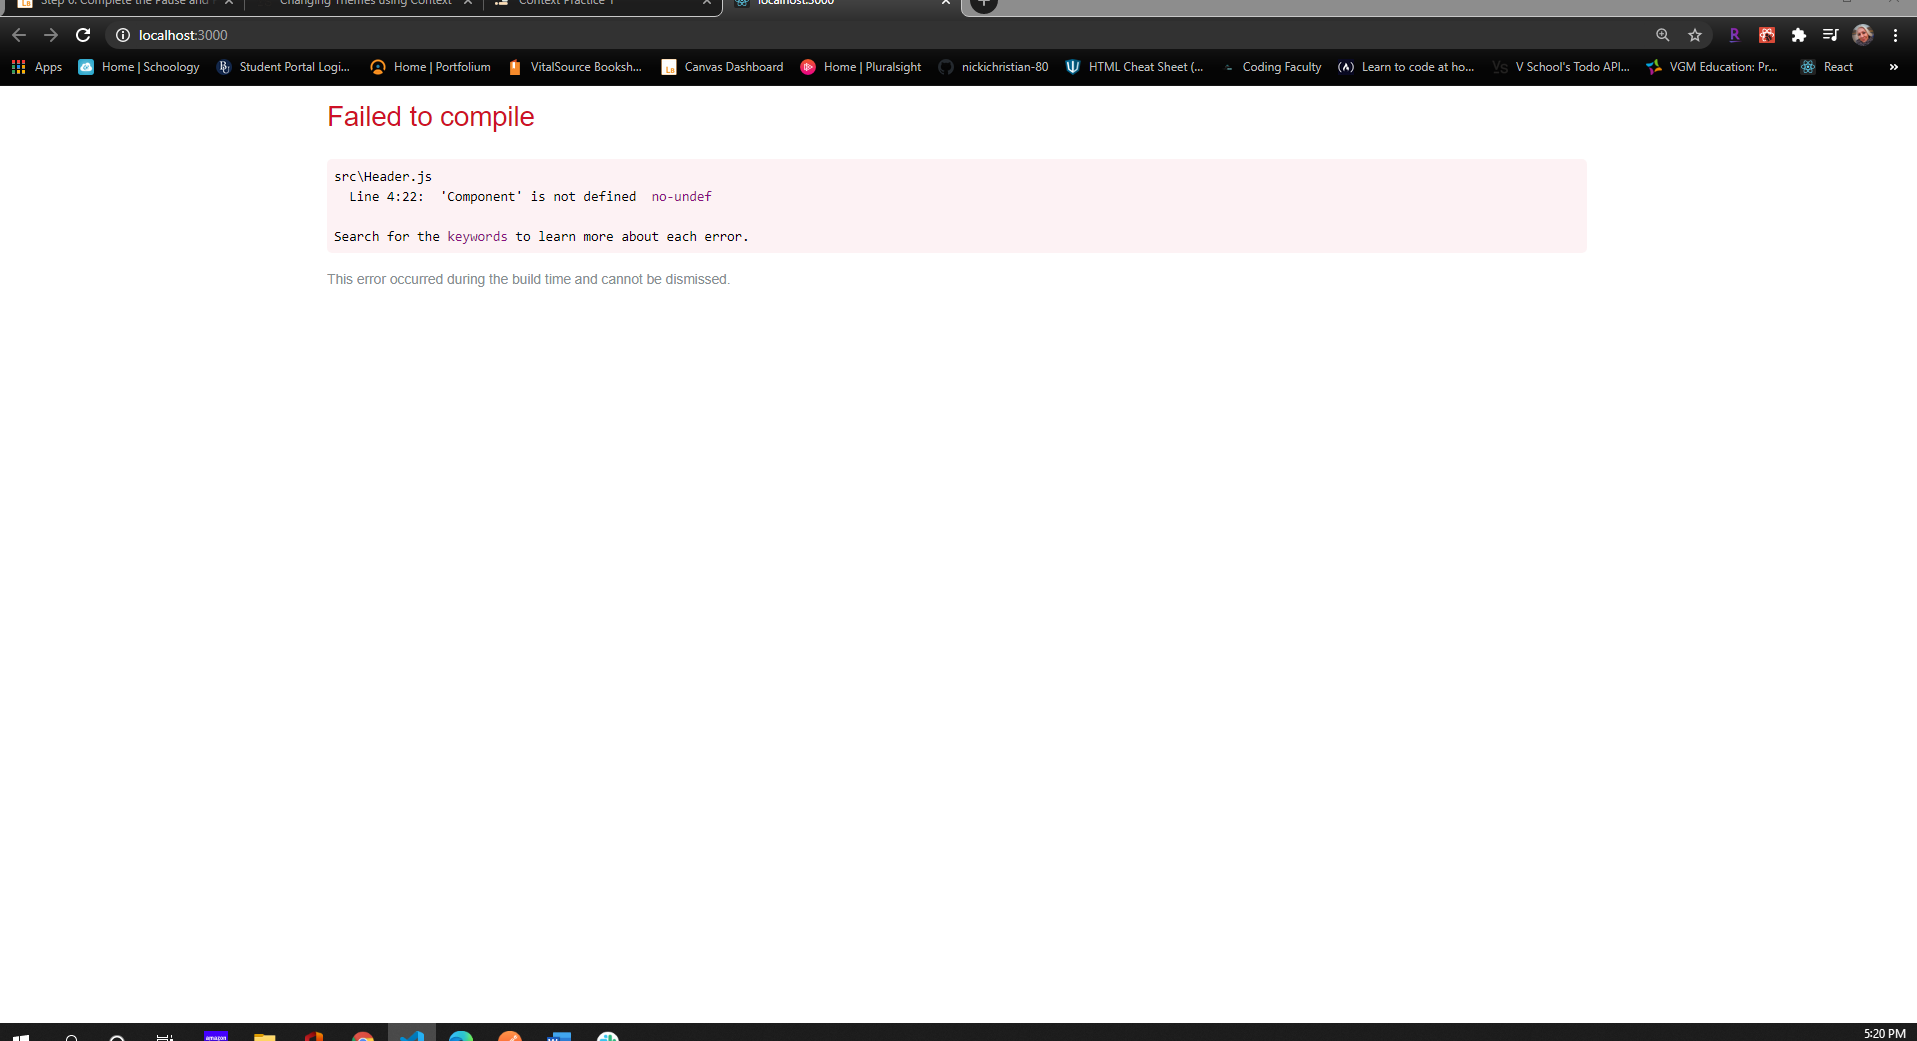 Step 6: Complete the Pause and
Changing Themes using Context
Context Practice 1
localhost:3000
localhost:3000
Apps
Home | Schoology
Student Portal Logi...
Home | Portfolium
VitalSource Booksh...
Canvas Dashboard
Home | Pluralsight
nickichristian-80
HTML Cheat Sheet (...
Coding Faculty
Learn to code at ho...
V School's Todo API...
VGM Education: Pr...
React
»
Failed to compile
src\Header.js
Line 4:22: 'Component' is not defined no-undef
Search for the keywords to learn more about each error.
This error occurred during the build time and cannot be dismissed.
amazon
5:20 PM